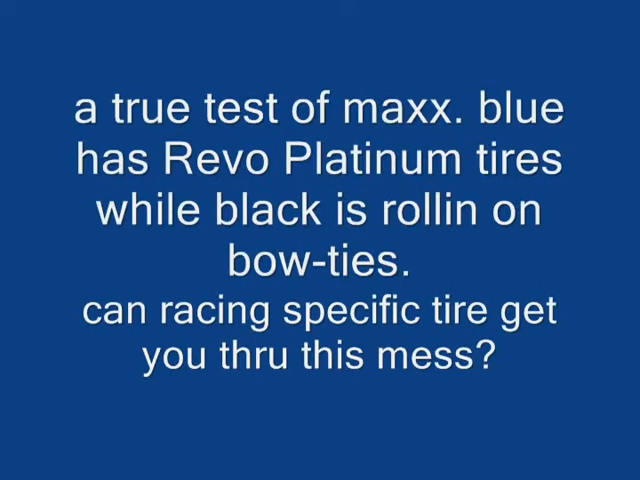 a true test of maxx. blue
has Revo Platinum tires
while black is rollin on
bow-ties.
can racing specific tire get
you thru this mess?